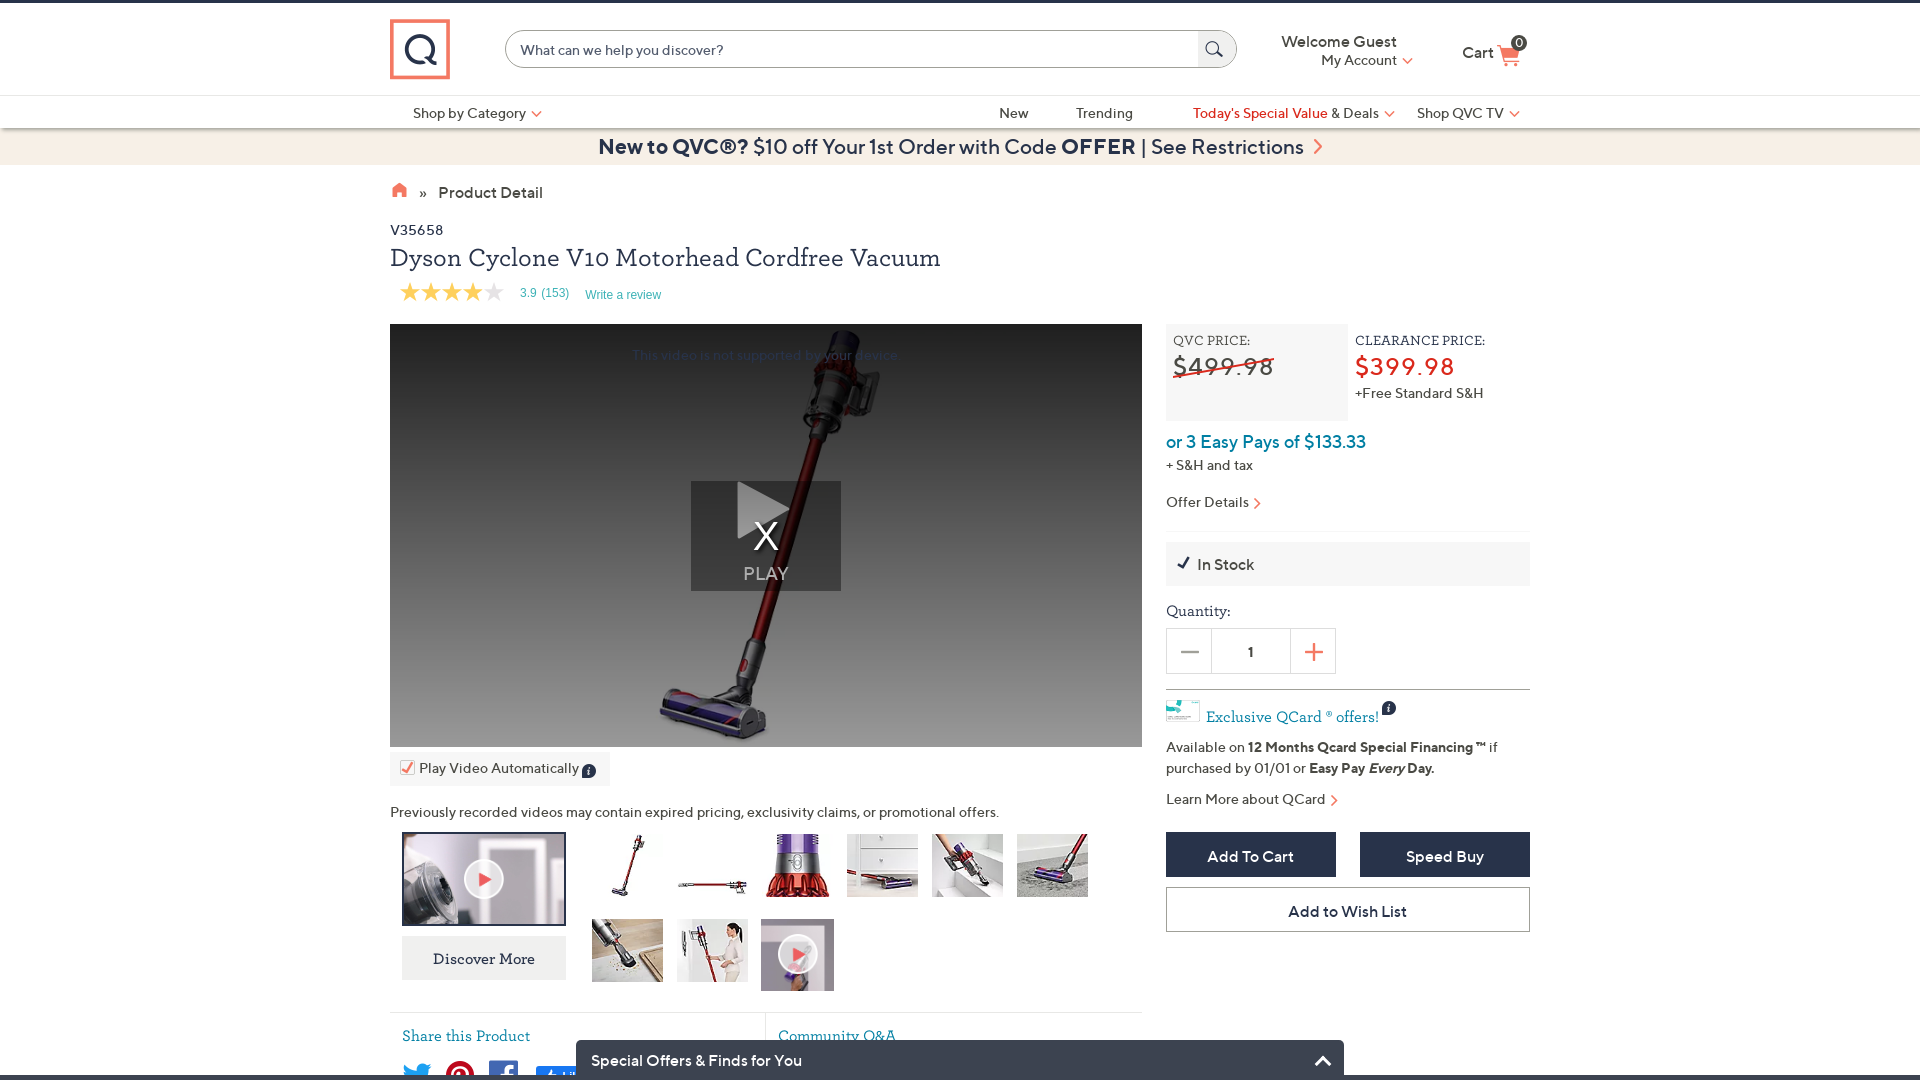 Q
What can we help you discover?
Welcome Guest
My Account
Cart
0
Shop by Category
New
Trending
Today's Special Value & Deals
Shop QVC TV
New to QVC®? $10 off Your 1st Order with Code OFFER | See Restrictions
» Product Detail
V35658
Dyson Cyclone V10 Motorhead Cordfree Vacuum
3.9 (153) Write a review
This video is not supported by your device.
X
PLAY
Play Video Automatically i
Previously recorded videos may contain expired pricing, exclusivity claims, or promotional offers.
Discover More
Share this Product
Community Q&A
QVC PRICE:
$499.98
CLEARANCE PRICE:
$399.98
+Free Standard S&H
or 3 Easy Pays of $133.33
+ S&H and tax
Offer Details
In Stock
Quantity:
1
Exclusive QCard ® offers! i
Available on 12 Months Qcard Special Financing ™ if
purchased by 01/01 or Easy Pay Every Day.
Learn More about QCard
Add To Cart
Speed Buy
Add to Wish List
Special Offers & Finds for You